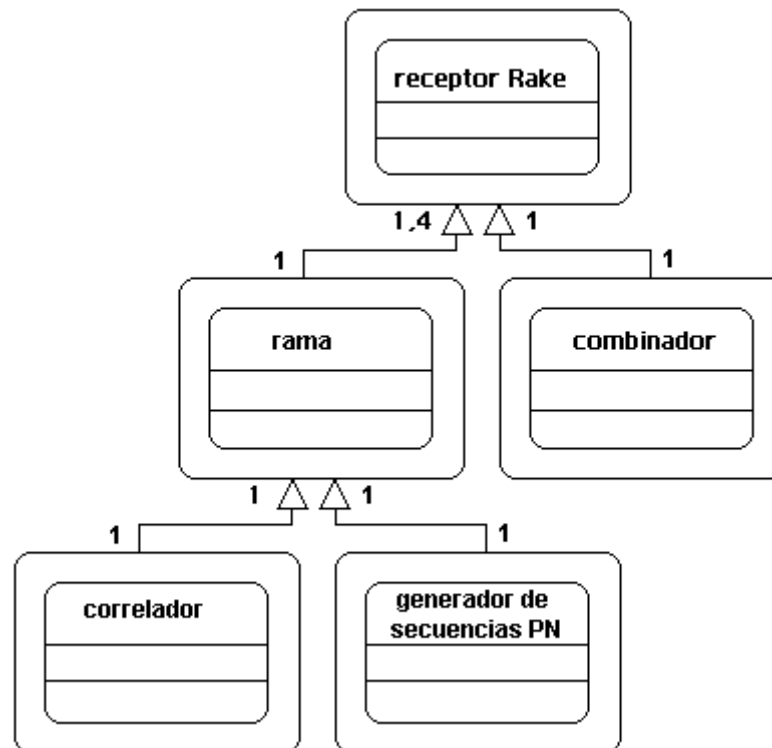 receptor Rake
1,4 1
1 1
rama
combinador
1 1
1 1
correlador
generador de
secuencias PN